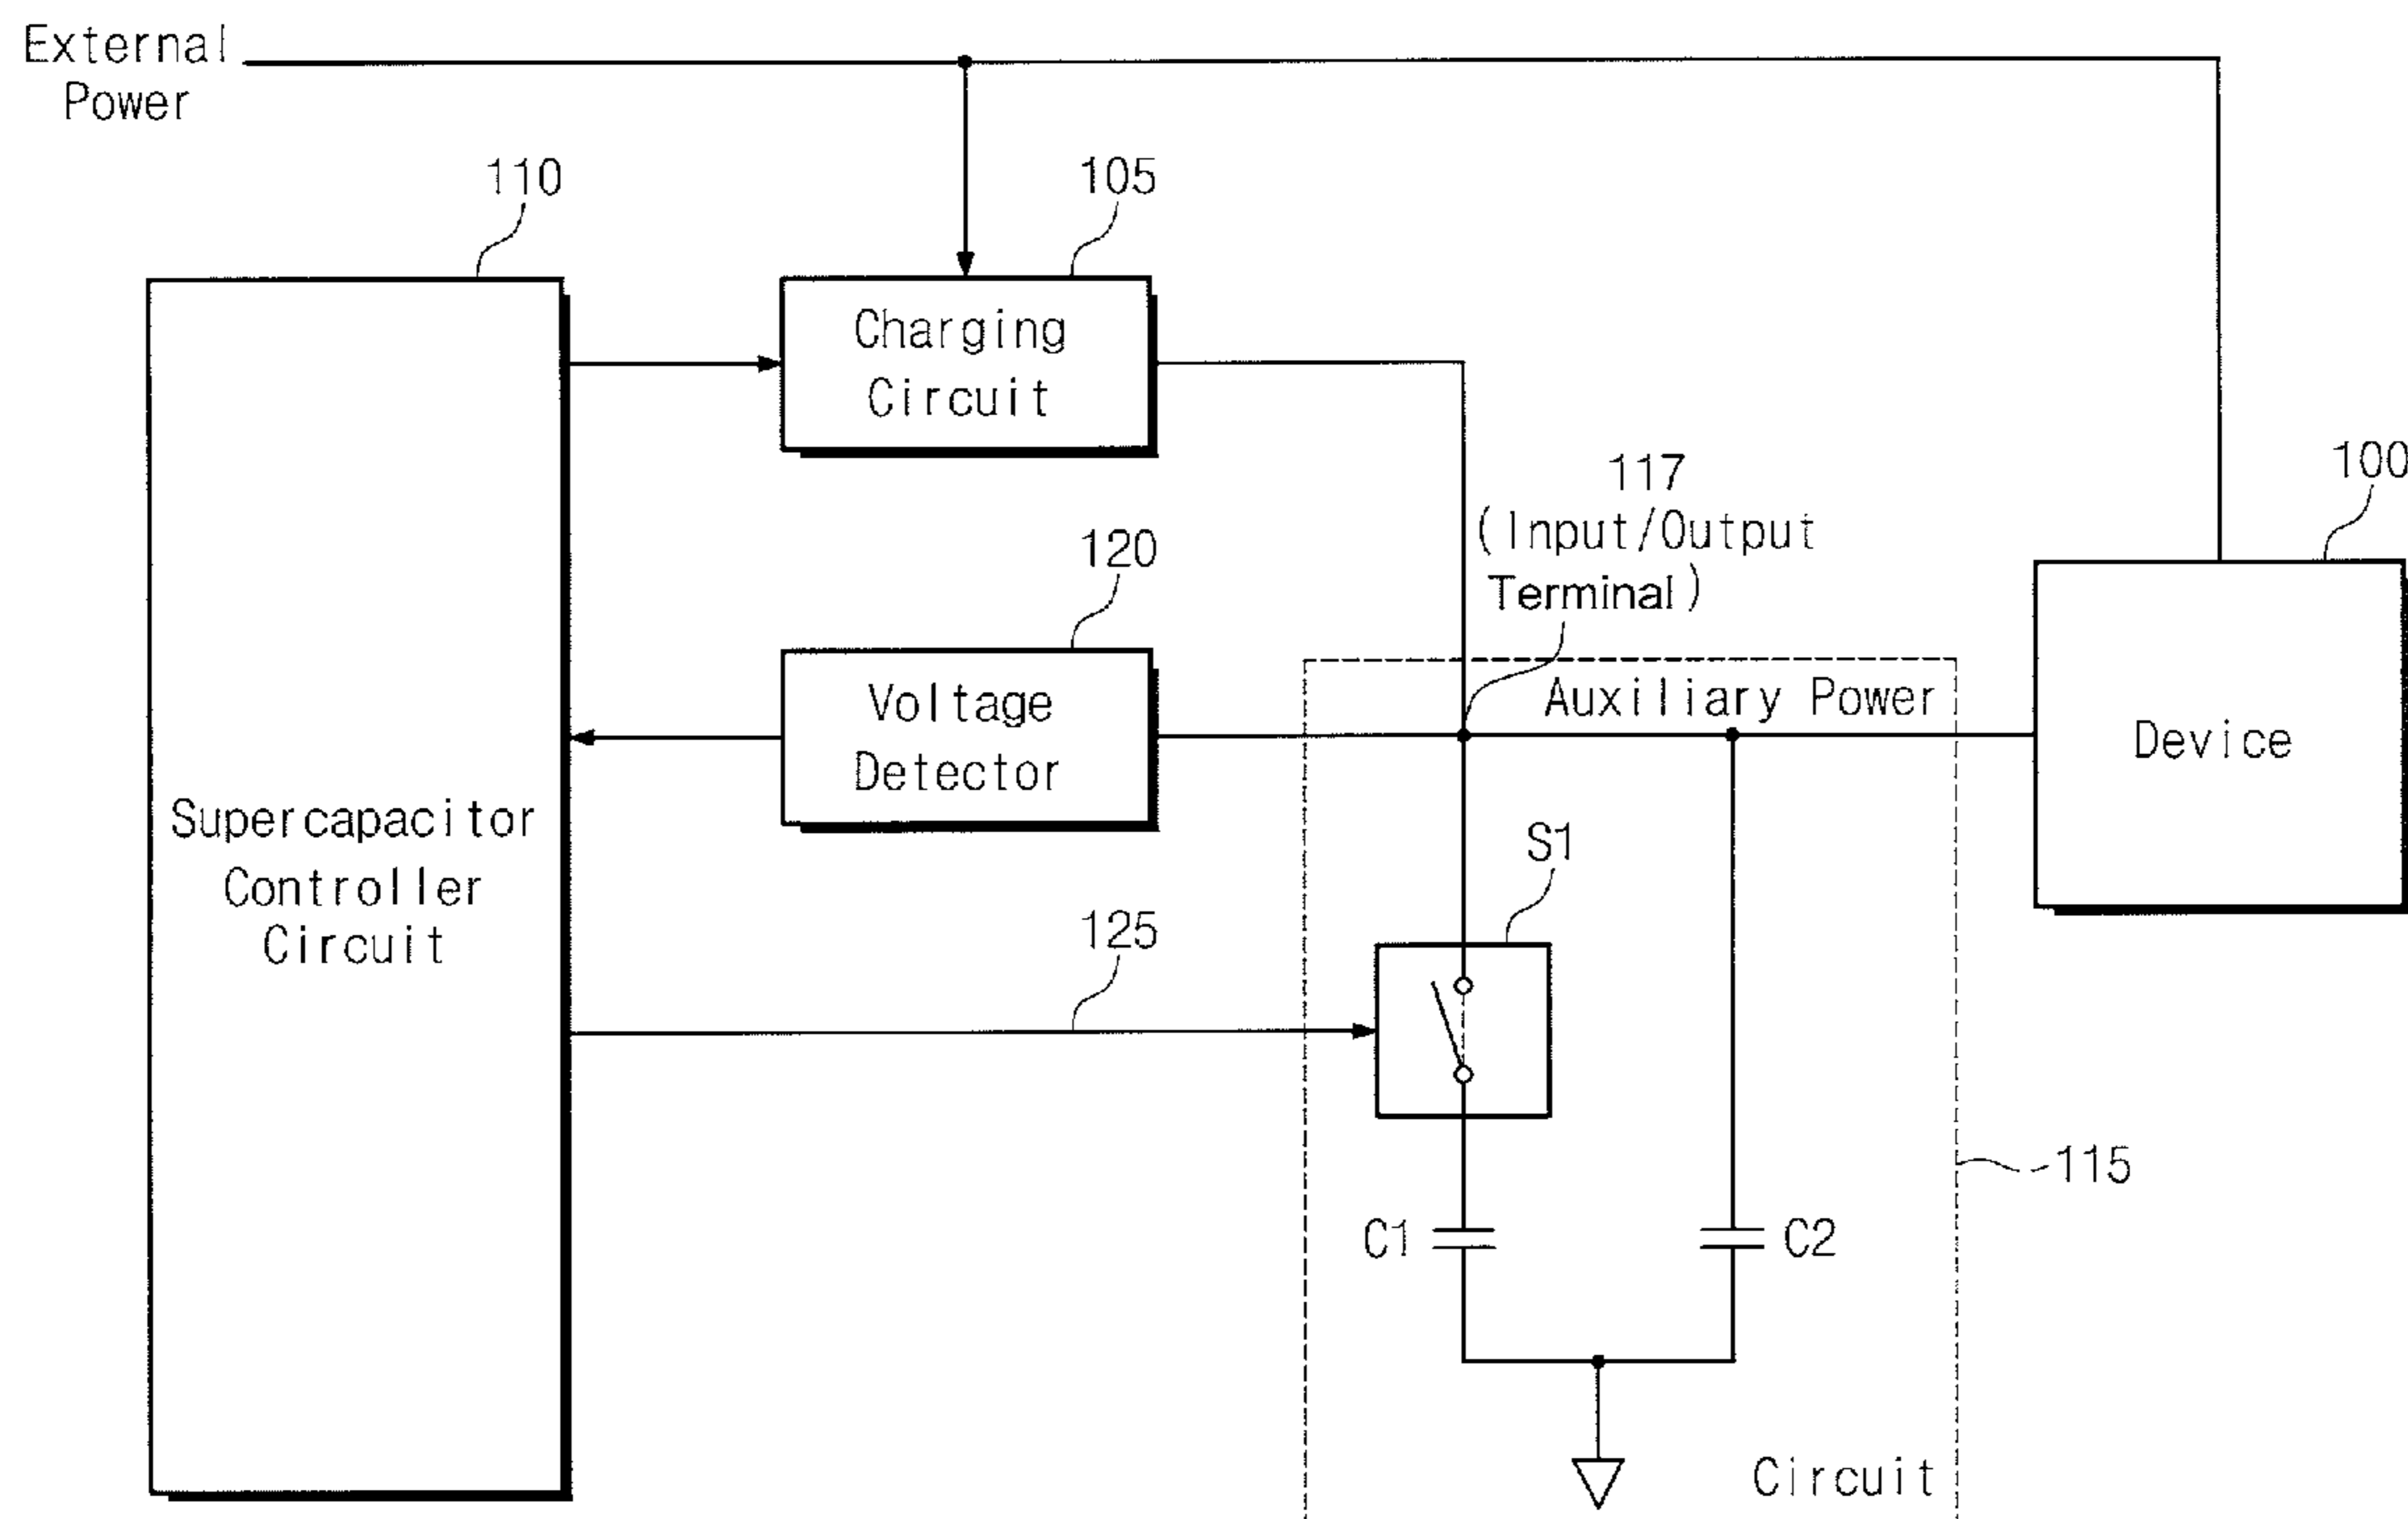 External
Power
110
105
Charging
Circuit
117
(Input/Output
Terminal)
100
120
Voltage
Detector
Auxiliary Power
Device
Supercapacitor
Controller
Circuit
S1
125
115
C1
C2
Circuit